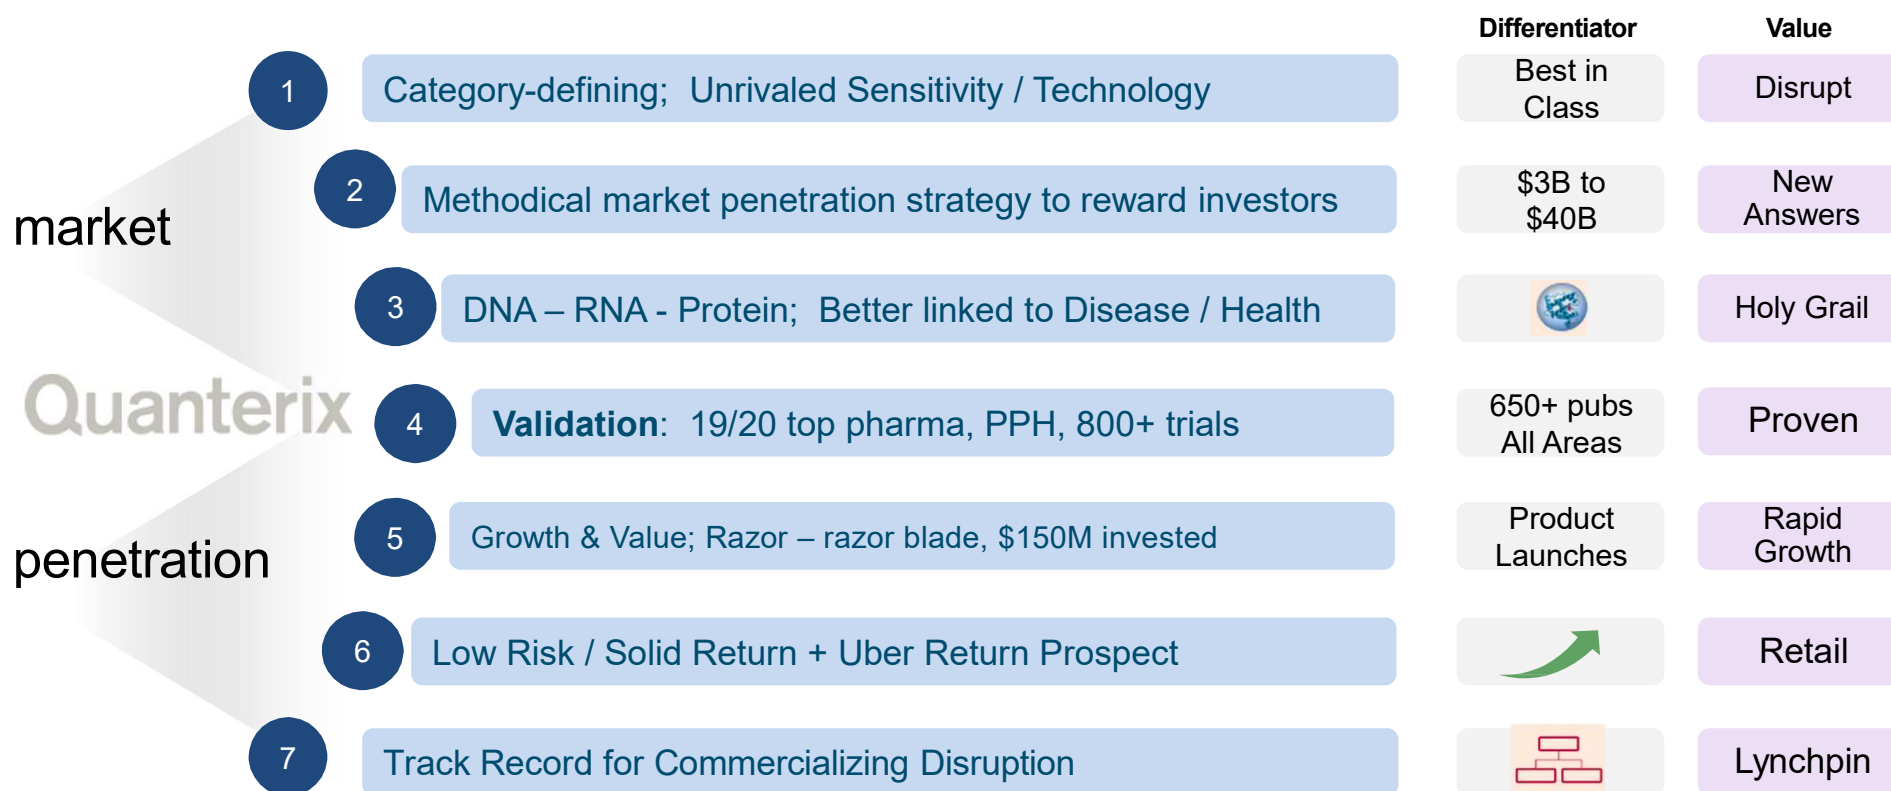 Differentiator
Value
1
Category-defining;  Unrivaled Sensitivity / Technology
Best in
Class
Disrupt
2
Methodical market penetration strategy to reward investors
$3B to
$40B
New
Answers
market
3
DNA – RNA - Protein;  Better linked to Disease / Health
Holy Grail
Quanterix
4
Validation:  19/20 top pharma, PPH, 800+ trials
650+ pubs
All Areas
Proven
5
Growth & Value; Razor – razor blade, $150M invested
Product
Launches
Rapid
Growth
penetration
6
Low Risk / Solid Return + Uber Return Prospect
Retail
7
Track Record for Commercializing Disruption
Lynchpin